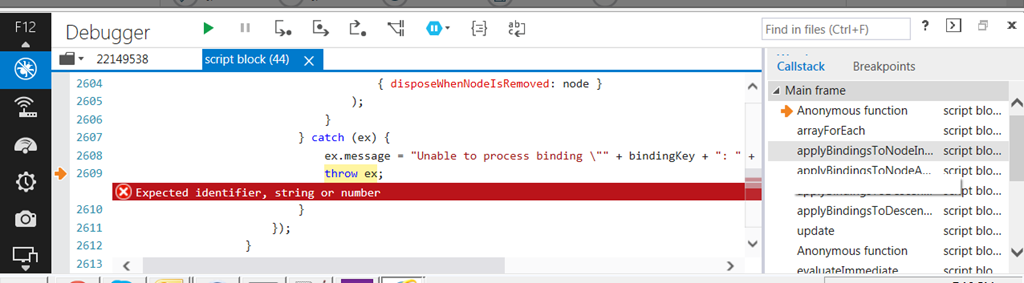 F12
Debugger
Find in files (Ctrl+F)
?
22149538
script block (44)
2604 { disposeWhenNodeIsRemoved: node }
2605 );
2606 }
2607 } catch (ex) {
2608 ex.message = "Unable to process binding \"" + bindingKey + ": " +
2609 throw ex;
Expected identifier, string or number
2610 }
2611 });
2612 }
2613
Callstack
Breakpoints
Main frame
Anonymous function script blo...
arrayForEach script blo...
applyBindingsToNodeIn... script blo...
applyBindingsToNodeA... script blo...
script blo...
applyBindingsToDescen... script blo...
update script blo...
Anonymous function script blo...
evaluateImmediate script blo...